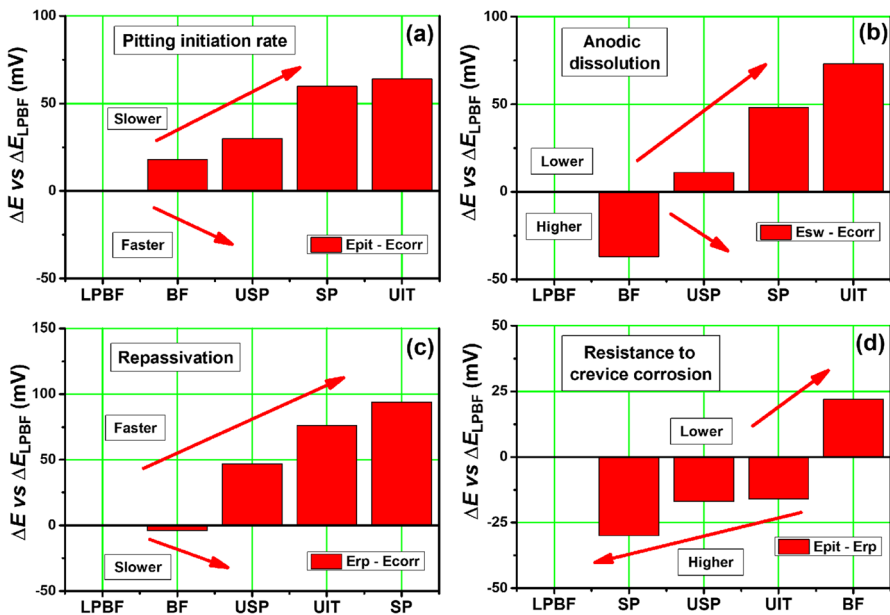 (a)
Pitting initiation rate
Slower
Faster
Epit - Ecorr
ΔE vs ΔE_LPBF (mV)
100
50
0
-50
LPBF BF USP SP UIT
(b)
Anodic
dissolution
Lower
Higher
Esw - Ecorr
ΔE vs ΔE_LPBF (mV)
100
50
0
-50
LPBF BF USP SP UIT
(c)
Repassivation
Faster
Slower
Erp - Ecorr
ΔE vs ΔE_LPBF (mV)
150
100
50
0
-50
LPBF BF USP UIT SP
(d)
Resistance to
crevice corrosion
Lower
Higher
Epit - Erp
ΔE vs ΔE_LPBF (mV)
50
25
0
-25
-50
LPBF SP USP UIT BF